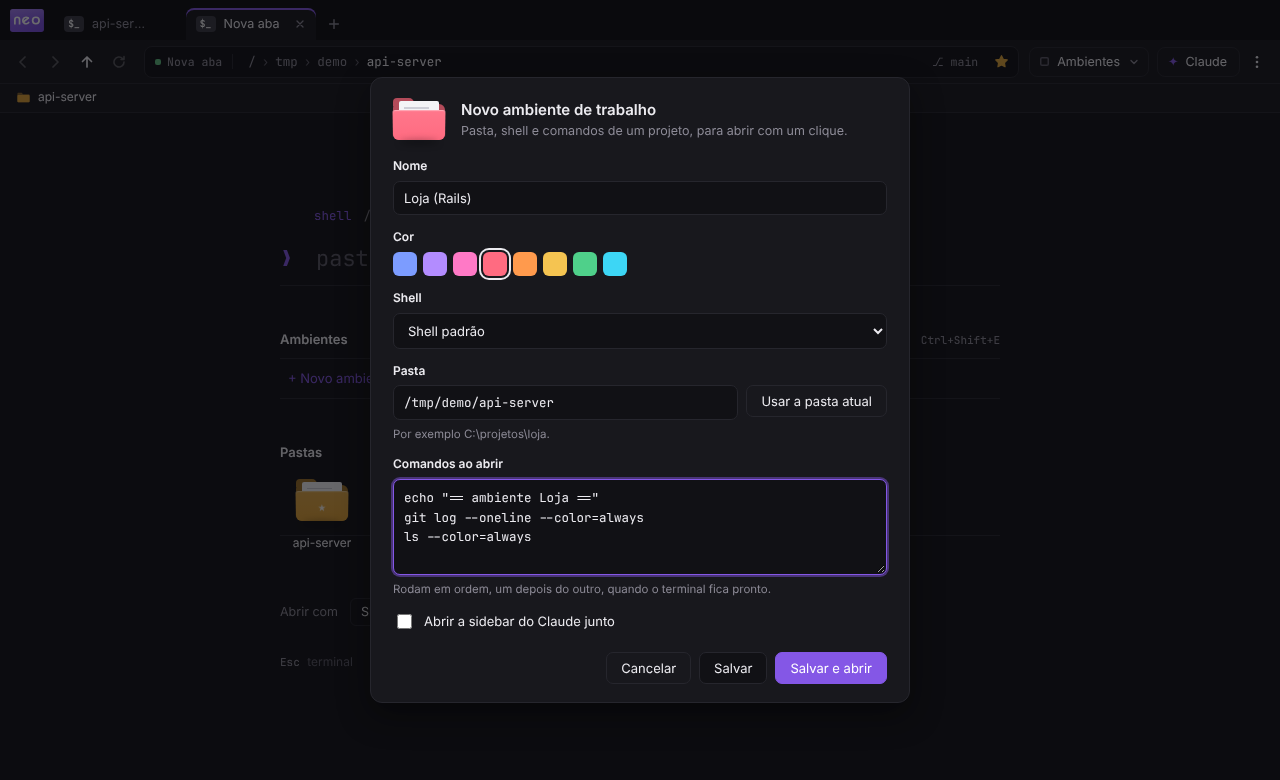 neo
$_ api-ser...
$_ Nova aba
Nova aba / › tmp › demo › api-server
main
Ambientes
Claude
api-server
Novo ambiente de trabalho
Pasta, shell e comandos de um projeto, para abrir com um clique.
Nome
Loja (Rails)
shell /
Cor
past
Shell
Shell padrão
Ambientes
Ctrl+Shift+E
+ Novo ambie
Pasta
/tmp/demo/api-server
Usar a pasta atual
Por exemplo C:\projetos\loja.
Pastas
Comandos ao abrir
echo "== ambiente Loja =="
git log --oneline --color=always
ls --color=always
api-server
Rodam em ordem, um depois do outro, quando o terminal fica pronto.
Abrir com S
Abrir a sidebar do Claude junto
Esc terminal
Cancelar
Salvar
Salvar e abrir